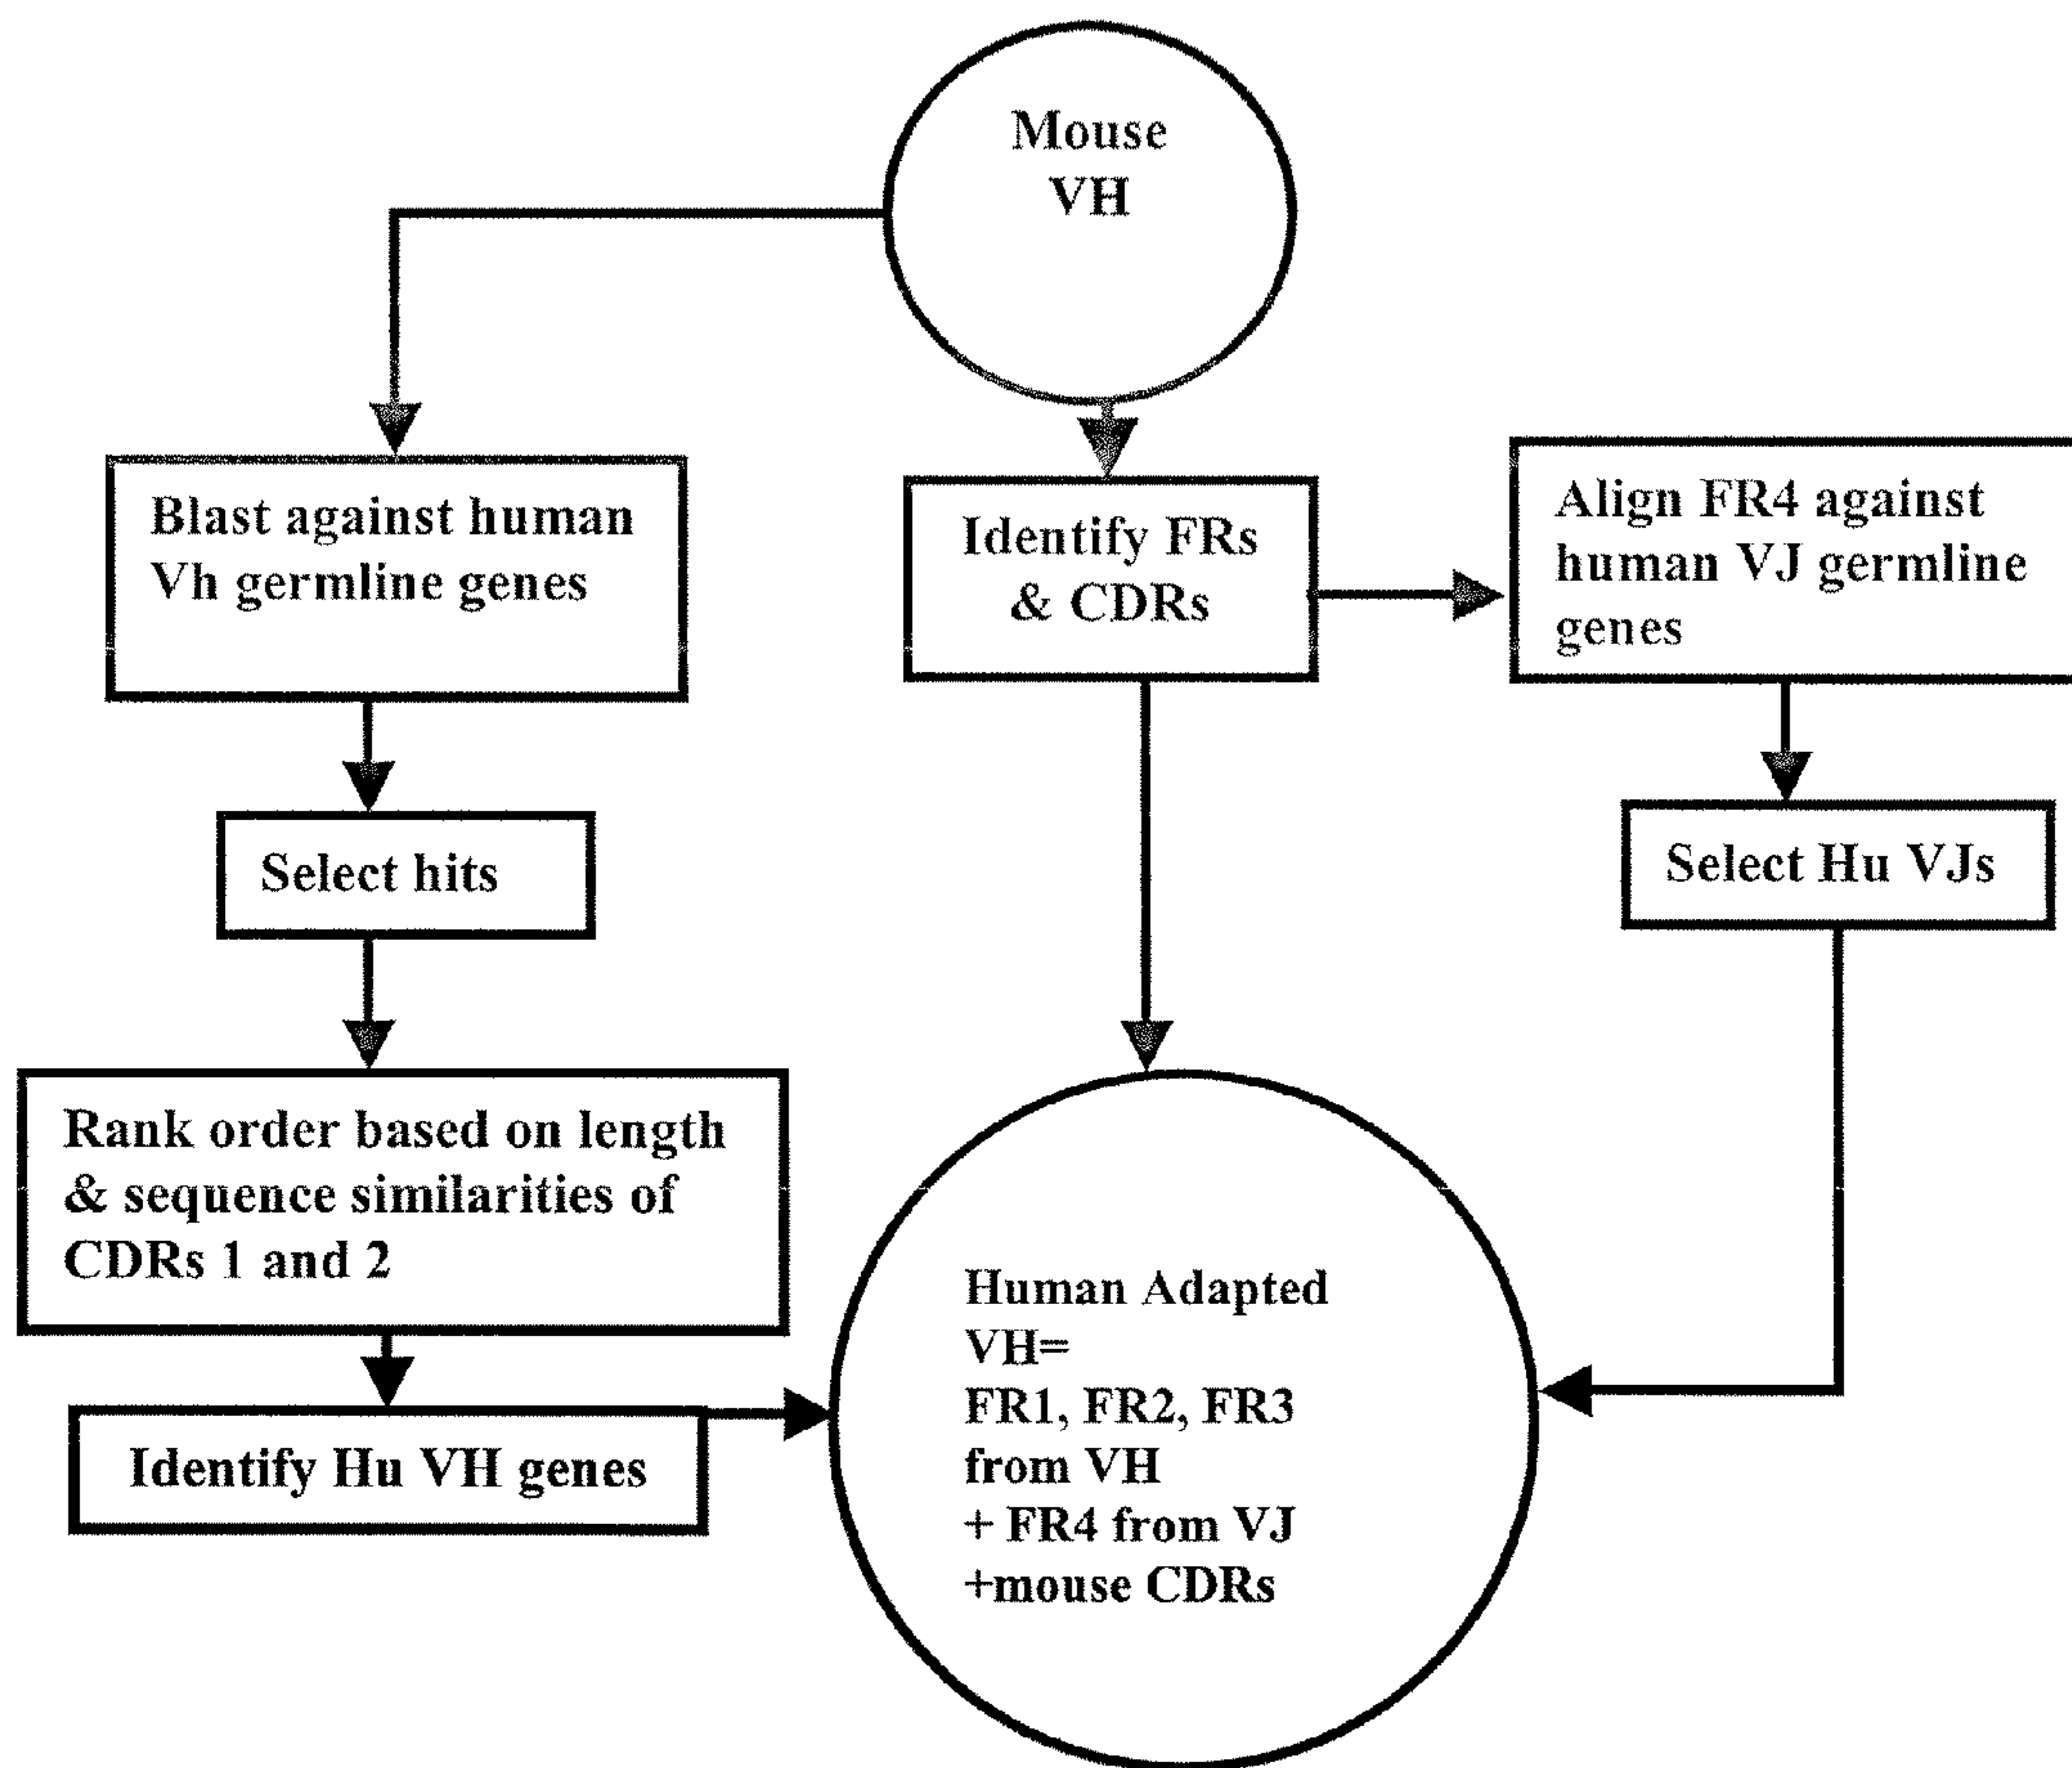 Mouse
VH
Blast against human
Vh germline genes
Identify FRs
& CDRs
Align FR4 against
human VJ germline
genes
Select hits
Select Hu VJs
Rank order based on length
& sequence similarities of
CDRs 1 and 2
Identify Hu VH genes
Human Adapted
VH=
FR1, FR2, FR3
from VH
+ FR4 from VJ
+mouse CDRs